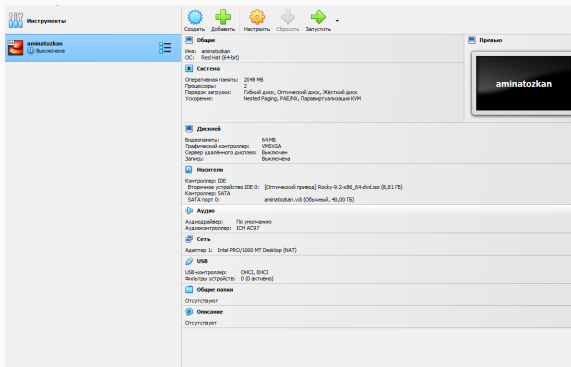 Инструменты
Создать Добавить Настроить Сбросить Запустить
aminatozkan
Выключена
Общие
Имя: aminatozkan
ОС: Red Hat (64-bit)
Система
Оперативная память: 2048 МБ
Процессоры: 2
Порядок загрузки: Гибкий диск, Оптический диск, Жёсткий диск
Ускорение: Nested Paging, PAE/NX, Паравиртуализация KVM
Превью
aminatozkan
Дисплей
Видеопамять: 64 МБ
Графический контроллер: VMSVGA
Сервер удалённого дисплея: Выключен
Запись: Выключена
Носители
Контроллер: IDE
Вторичное устройство IDE 0: [Оптический привод] Rocky-9.2-x86_64-dvd.iso (8,81 ГБ)
Контроллер: SATA
SATA порт 0: aminatozkan.vdi (Обычный, 40,00 ГБ)
Аудио
Аудиодрайвер: По умолчанию
Аудиоконтроллер: ICH AC97
Сеть
Адаптер 1: Intel PRO/1000 MT Desktop (NAT)
USB
USB-контроллер: OHCI, EHCI
Фильтры устройств: 0 (0 активно)
Общие папки
Отсутствуют
Описание
Отсутствует